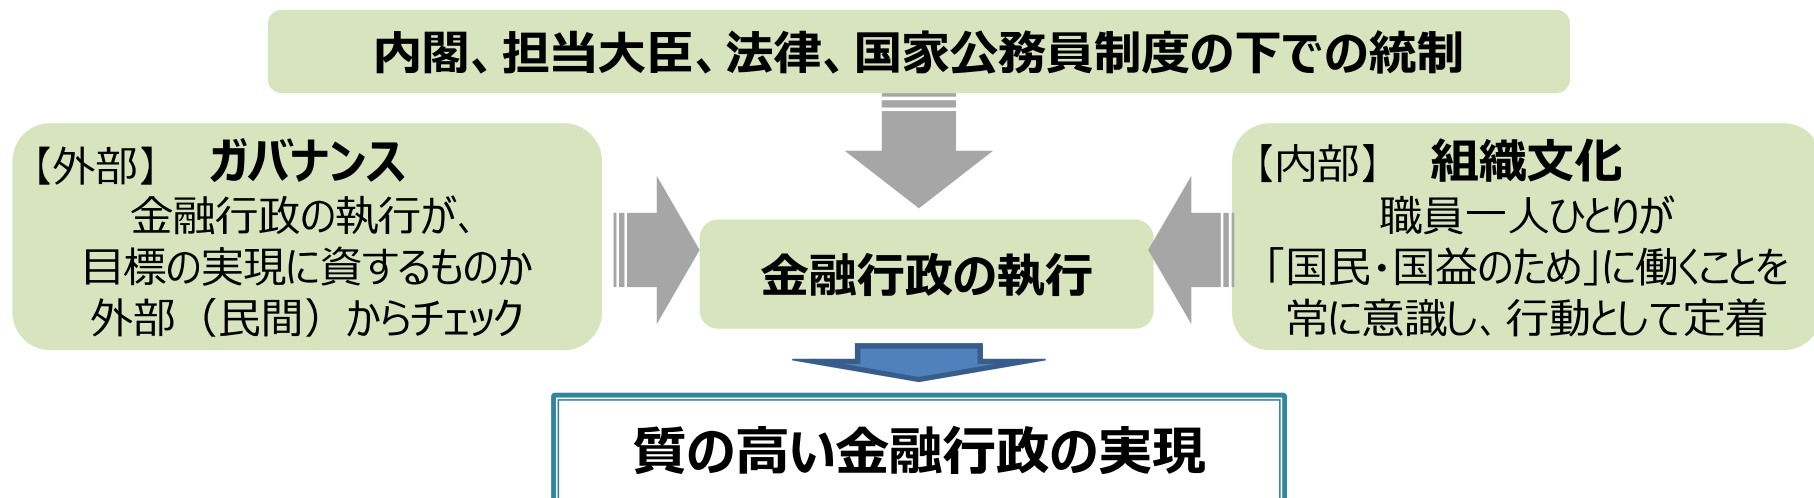 内閣、担当大臣、法律、国家公務員制度の下での統制
【外部】 ガバナンス
金融行政の執行が、
目標の実現に資するものか
外部（民間）からチェック
金融行政の執行
【内部】 組織文化
職員一人ひとりが
「国民・国益のため」に働くことを
常に意識し、行動として定着
質の高い金融行政の実現